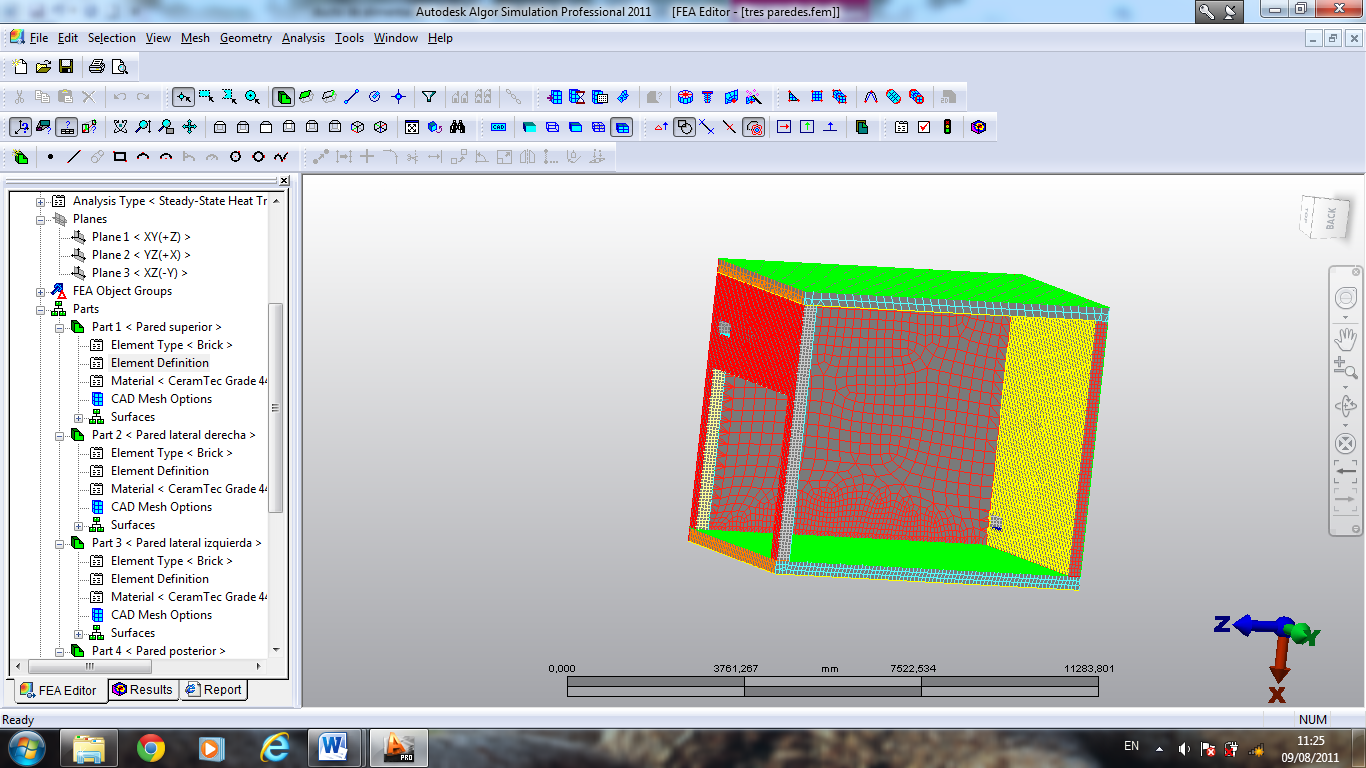 Autodesk Algor Simulation Professional 2011 [FEA Editor - [tres paredes.fem]]
File Edit Selection View Mesh Geometry Analysis Tools Window Help
Analysis Type < Steady-State Heat Tr
Planes
Plane 1 < XY(+Z) >
Plane 2 < YZ(+X) >
Plane 3 < XZ(-Y) >
FEA Object Groups
Parts
Part 1 < Pared superior >
Element Type < Brick >
Element Definition
Material < CeramTec Grade 44
CAD Mesh Options
Surfaces
Part 2 < Pared lateral derecha >
Element Type < Brick >
Element Definition
Material < CeramTec Grade 44
CAD Mesh Options
Surfaces
Part 3 < Pared lateral izquierda >
Element Type < Brick >
Element Definition
Material < CeramTec Grade 44
CAD Mesh Options
Surfaces
Part 4 < Pared posterior >
FEA Editor Results Report
BACK
Z
Y
X
0,000 3761,267 mm 7522,534 11283,801
Ready
NUM
EN
11:25
09/08/2011
PRO